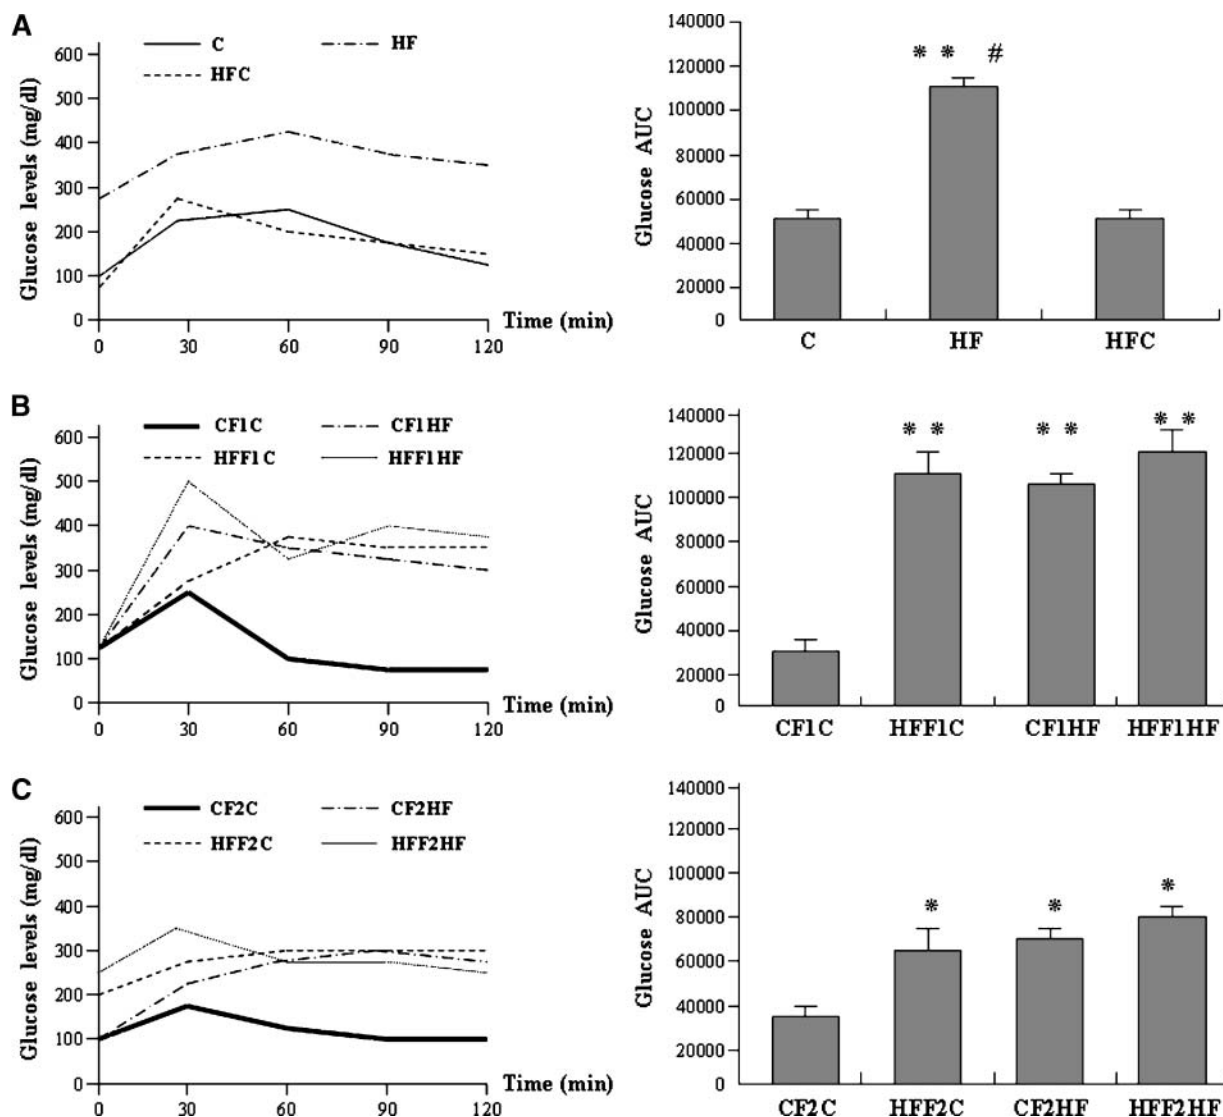 A
C HF
HFC
Glucose levels (mg/dl)
600
500
400
300
200
100
0
0 30 60 90 120
Time (min)
Glucose AUC
140000
120000
100000
80000
60000
40000
20000
0
* * #
C HF HFC
B
CF1C CF1HF
HFF1C HFF1HF
Glucose levels (mg/dl)
600
500
400
300
200
100
0
0 30 60 90 120
Time (min)
Glucose AUC
140000
120000
100000
80000
60000
40000
20000
0
* * * * * *
CF1C HFF1C CF1HF HFF1HF
C
CF2C CF2HF
HFF2C HFF2HF
Glucose levels (mg/dl)
600
500
400
300
200
100
0
0 30 60 90 120
Time (min)
Glucose AUC
140000
120000
100000
80000
60000
40000
20000
0
* * *
CF2C HFF2C CF2HF HFF2HF